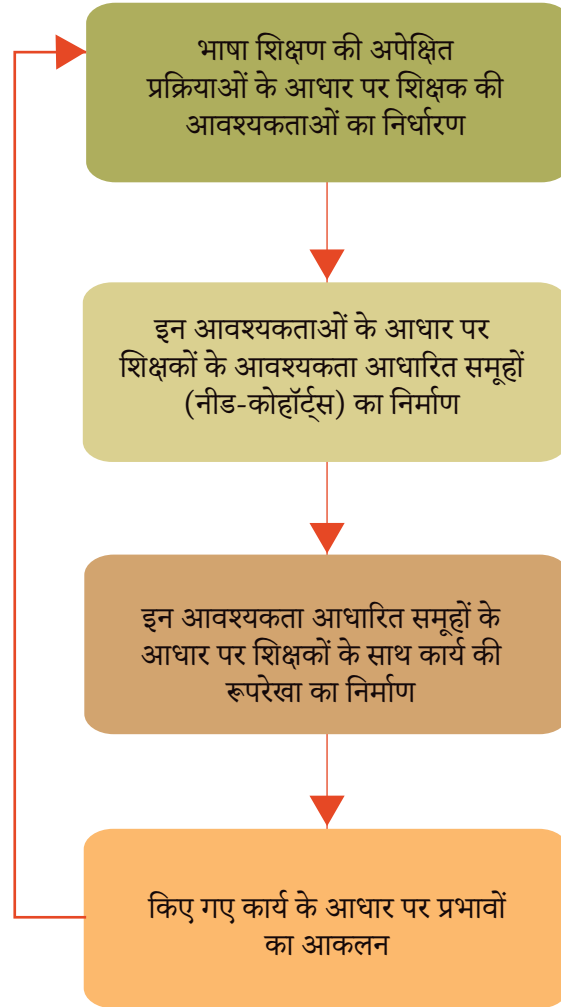 भाषा शिक्षण की अपेक्षित
प्रक्रियाओं के आधार पर शिक्षक की
आवश्यकताओं का निर्धारण
इन आवश्यकताओं के आधार पर
शिक्षकों के आवश्यकता आधारित समूहों
(नीड-कोहॉर्ट्स) का निर्माण
इन आवश्यकता आधारित समूहों के
आधार पर शिक्षकों के साथ कार्य की
रूपरेखा का निर्माण
किए गए कार्य के आधार पर प्रभावों
का आकलन